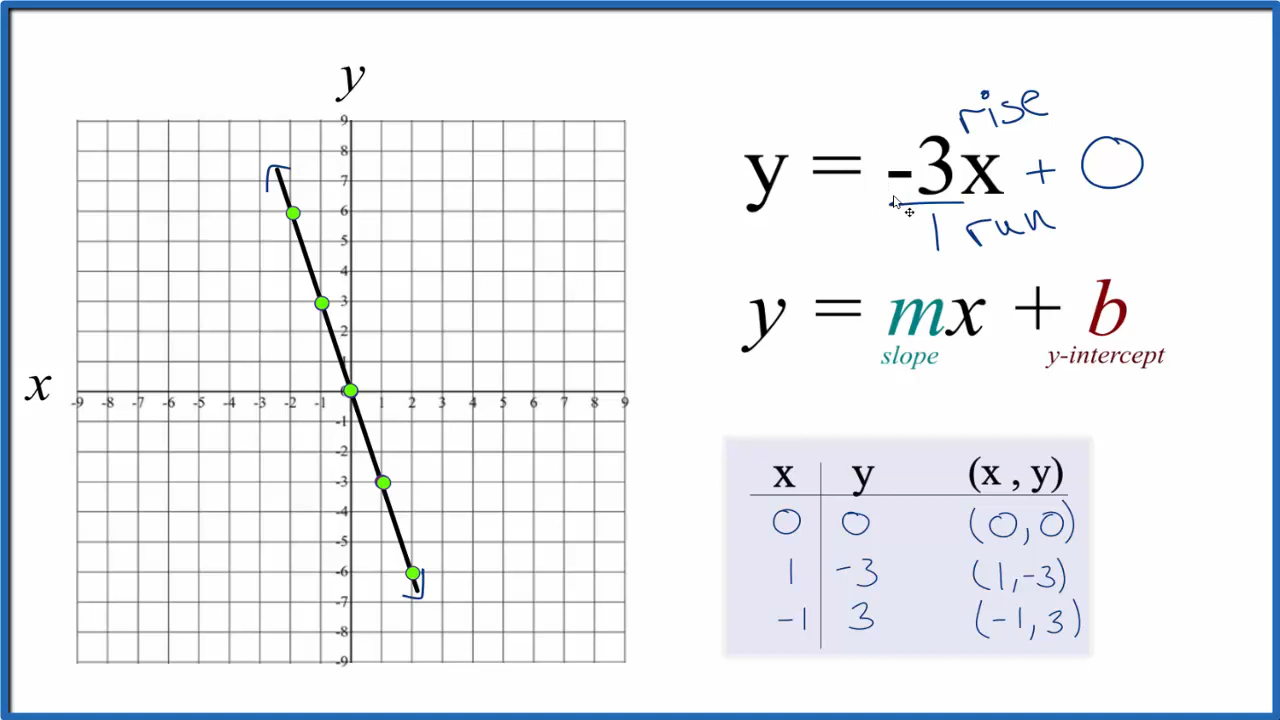 y
9
8
7
6
5
4
3
2
1
x
-9 -8 -7 -6 -5 -4 -3 -2 -1 1 2 3 4 5 6 7 8 9
-1
-2
-3
-4
-5
-6
-7
-8
-9
rise
y = -3x + 0
1 run
y = mx + b
slope y-intercept
x y (x , y)
0 0 (0, 0)
1 -3 (1, -3)
-1 3 (-1, 3)